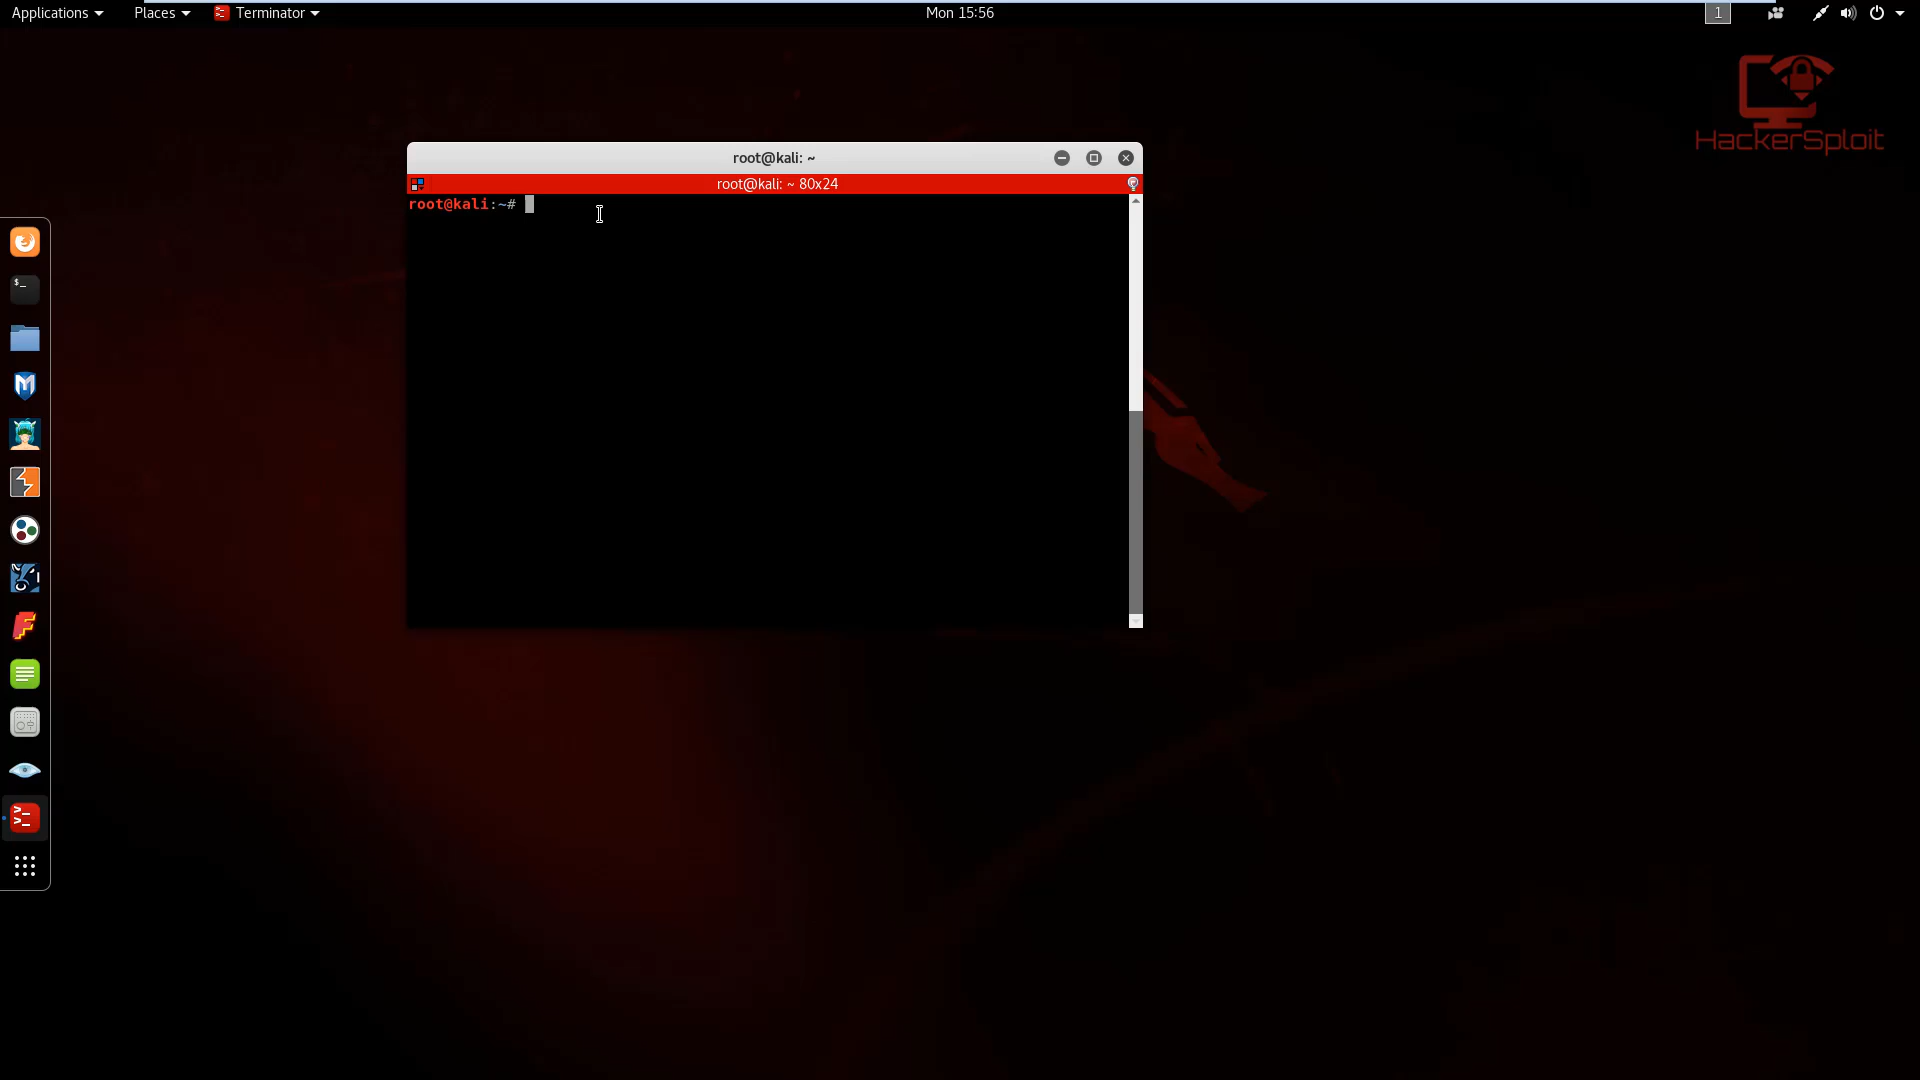 Applications Places Terminator Mon 15:56 1
HackerSploit
root@kali: ~
root@kali: ~ 80x24
root@kali:~#